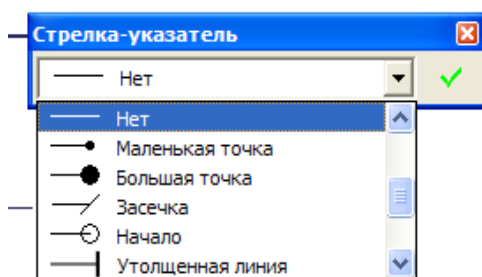 Стрелка-указатель
Нет
Нет
Маленькая точка
Большая точка
Засечка
Начало
Утолщенная линия